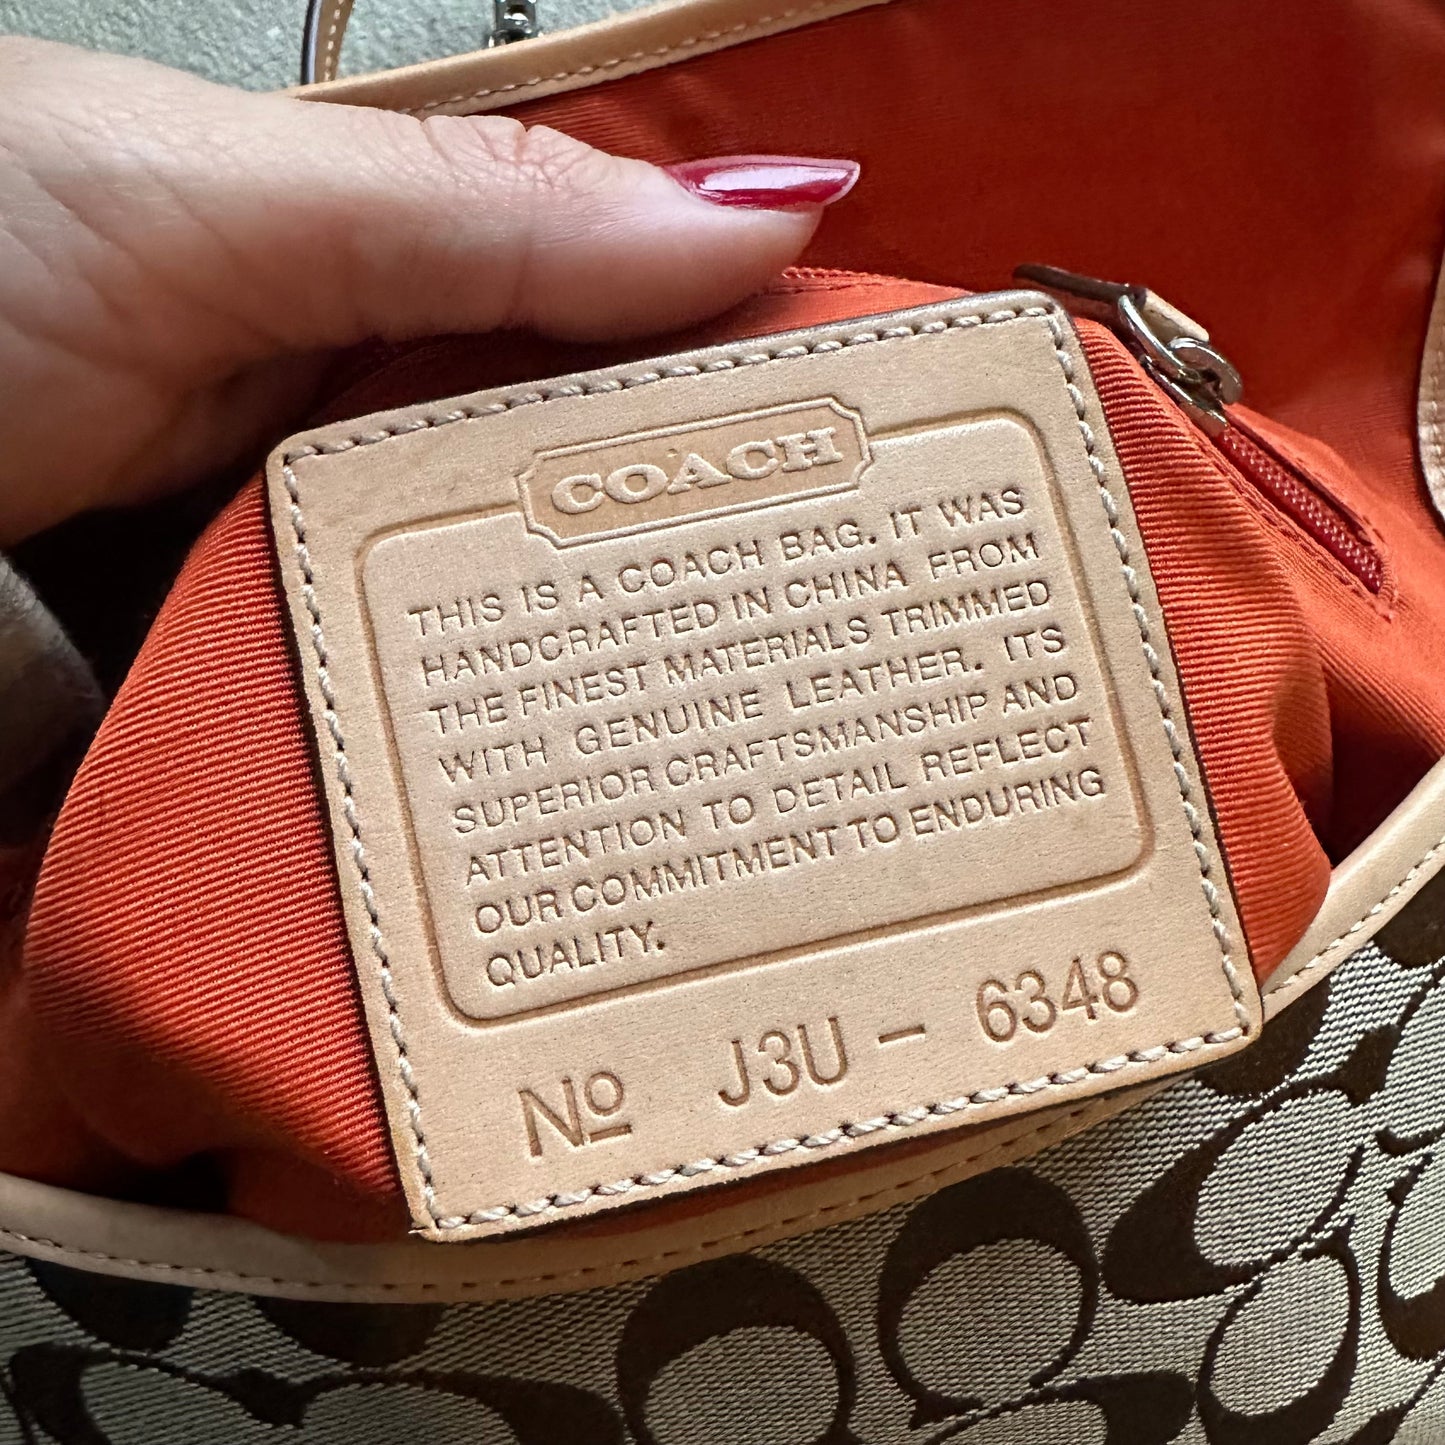 COACH
THIS IS A COACH BAG. IT WAS
HANDCRAFTED IN CHINA FROM
THE FINEST MATERIALS TRIMMED
WITH GENUINE LEATHER. ITS
SUPERIOR CRAFTSMANSHIP AND
ATTENTION TO DETAIL REFLECT
OUR COMMITMENT TO ENDURING
QUALITY.
Nº J3U - 6348